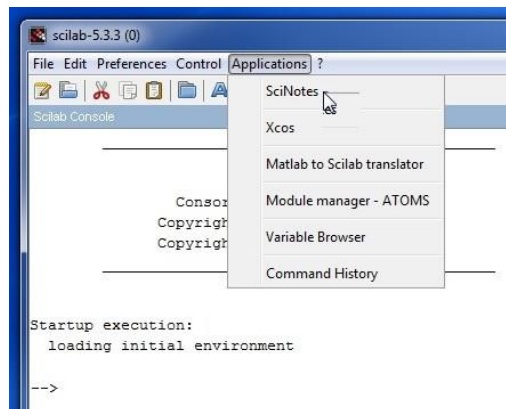 scilab-5.3.3 (0)
File Edit Preferences Control Applications ?
Scilab Console
SciNotes
Xcos
Matlab to Scilab translator
Module manager - ATOMS
Variable Browser
Command History
Consor
Copyrigh
Copyrigh
Startup execution:
loading initial environment
-->